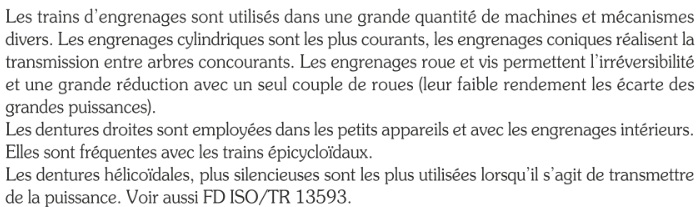 Les trains d'engrenages sont utilisés dans une grande quantité de machines et mécanismes
divers. Les engrenages cylindriques sont les plus courants, les engrenages coniques réalisent la
transmission entre arbres concourants. Les engrenages roue et vis permettent l'irréversibilité
et une grande réduction avec un seul couple de roues (leur faible rendement les écarte des
grandes puissances).
Les dentures droites sont employées dans les petits appareils et avec les engrenages intérieurs.
Elles sont fréquentes avec les trains épicycloïdaux.
Les dentures hélicoïdales, plus silencieuses sont les plus utilisées lorsqu'il s'agit de transmettre
de la puissance. Voir aussi FD ISO/TR 13593.